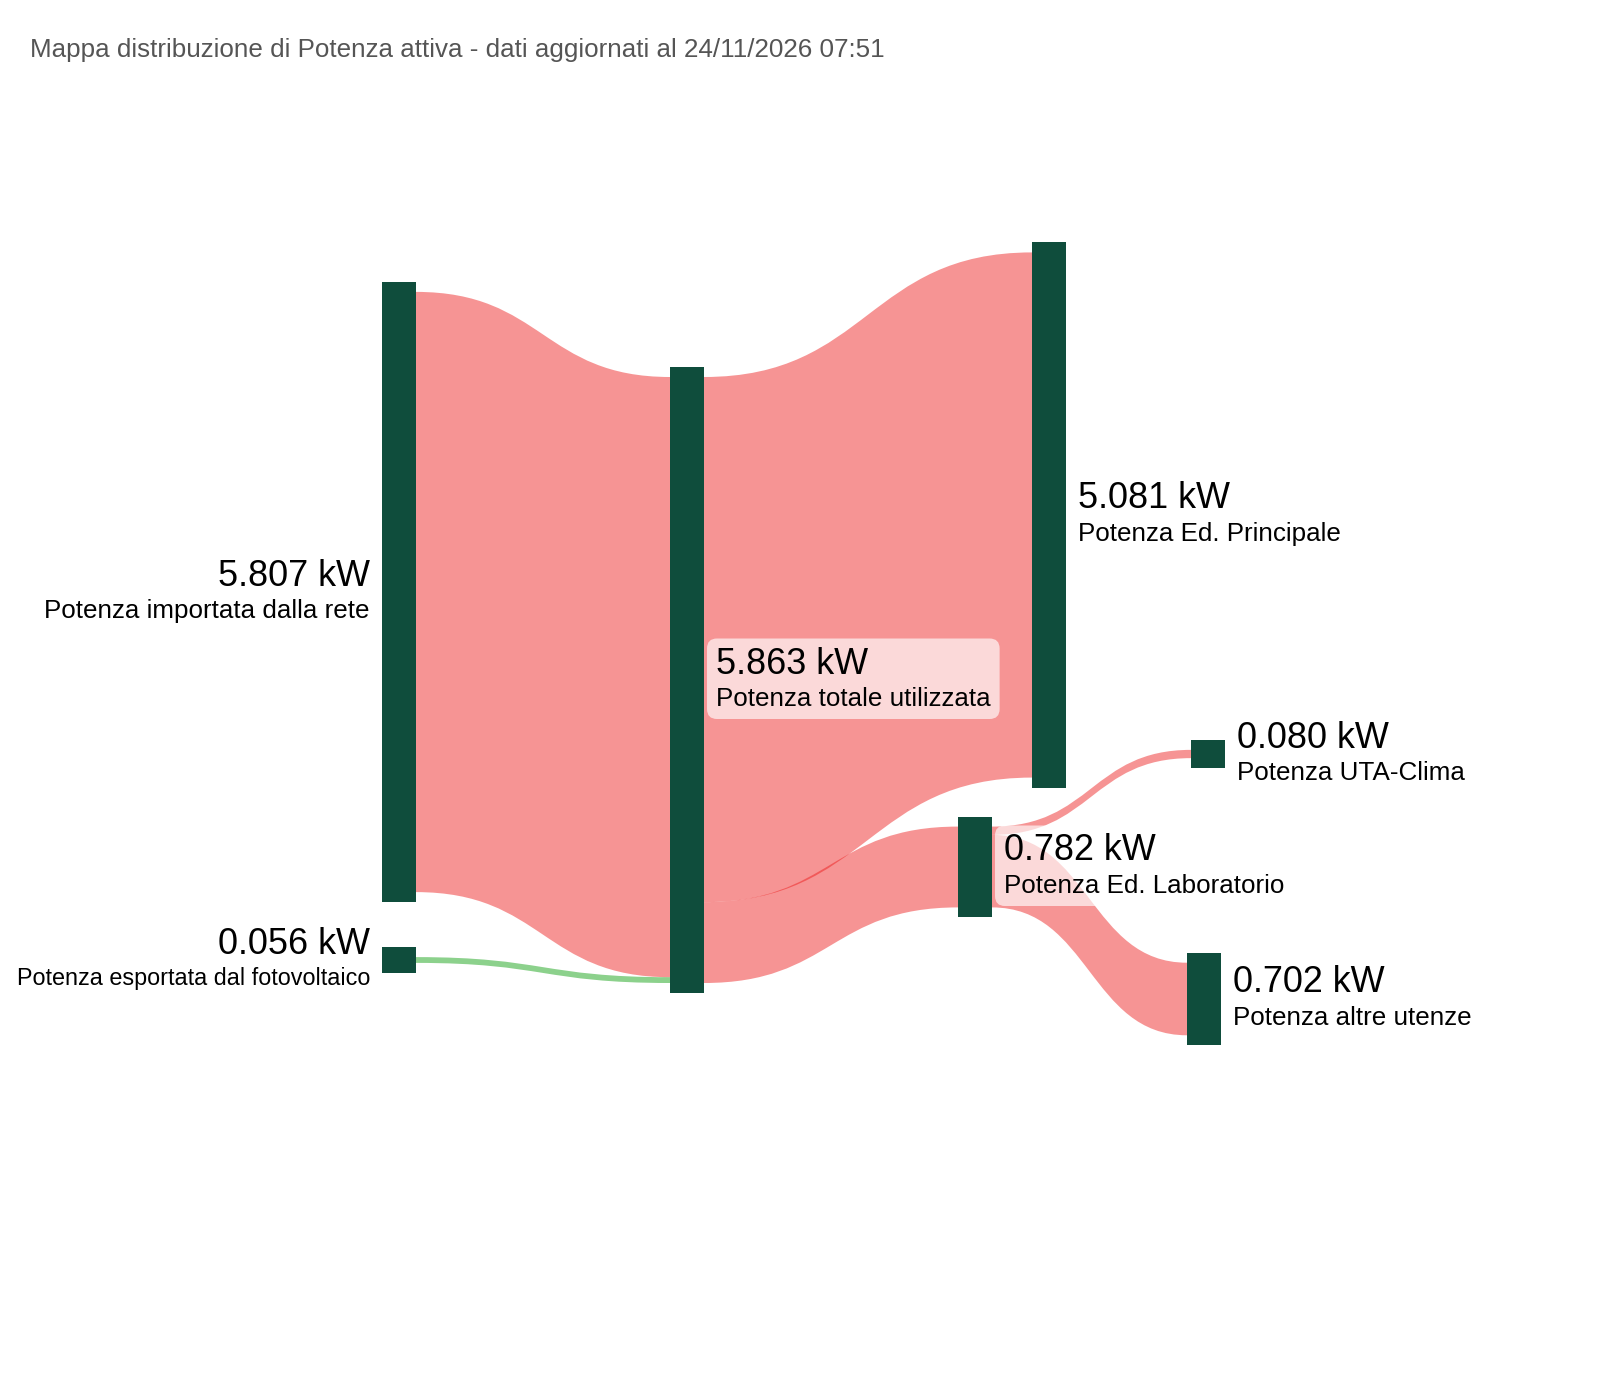 Mappa distribuzione di Potenza attiva - dati aggiornati al 24/11/2026 07:51
5.081 kW
Potenza Ed. Principale
5.807 kW
Potenza importata dalla rete
5.863 kW
Potenza totale utilizzata
0.080 kW
Potenza UTA-Clima
0.782 kW
Potenza Ed. Laboratorio
0.056 kW
Potenza esportata dal fotovoltaico
0.702 kW
Potenza altre utenze